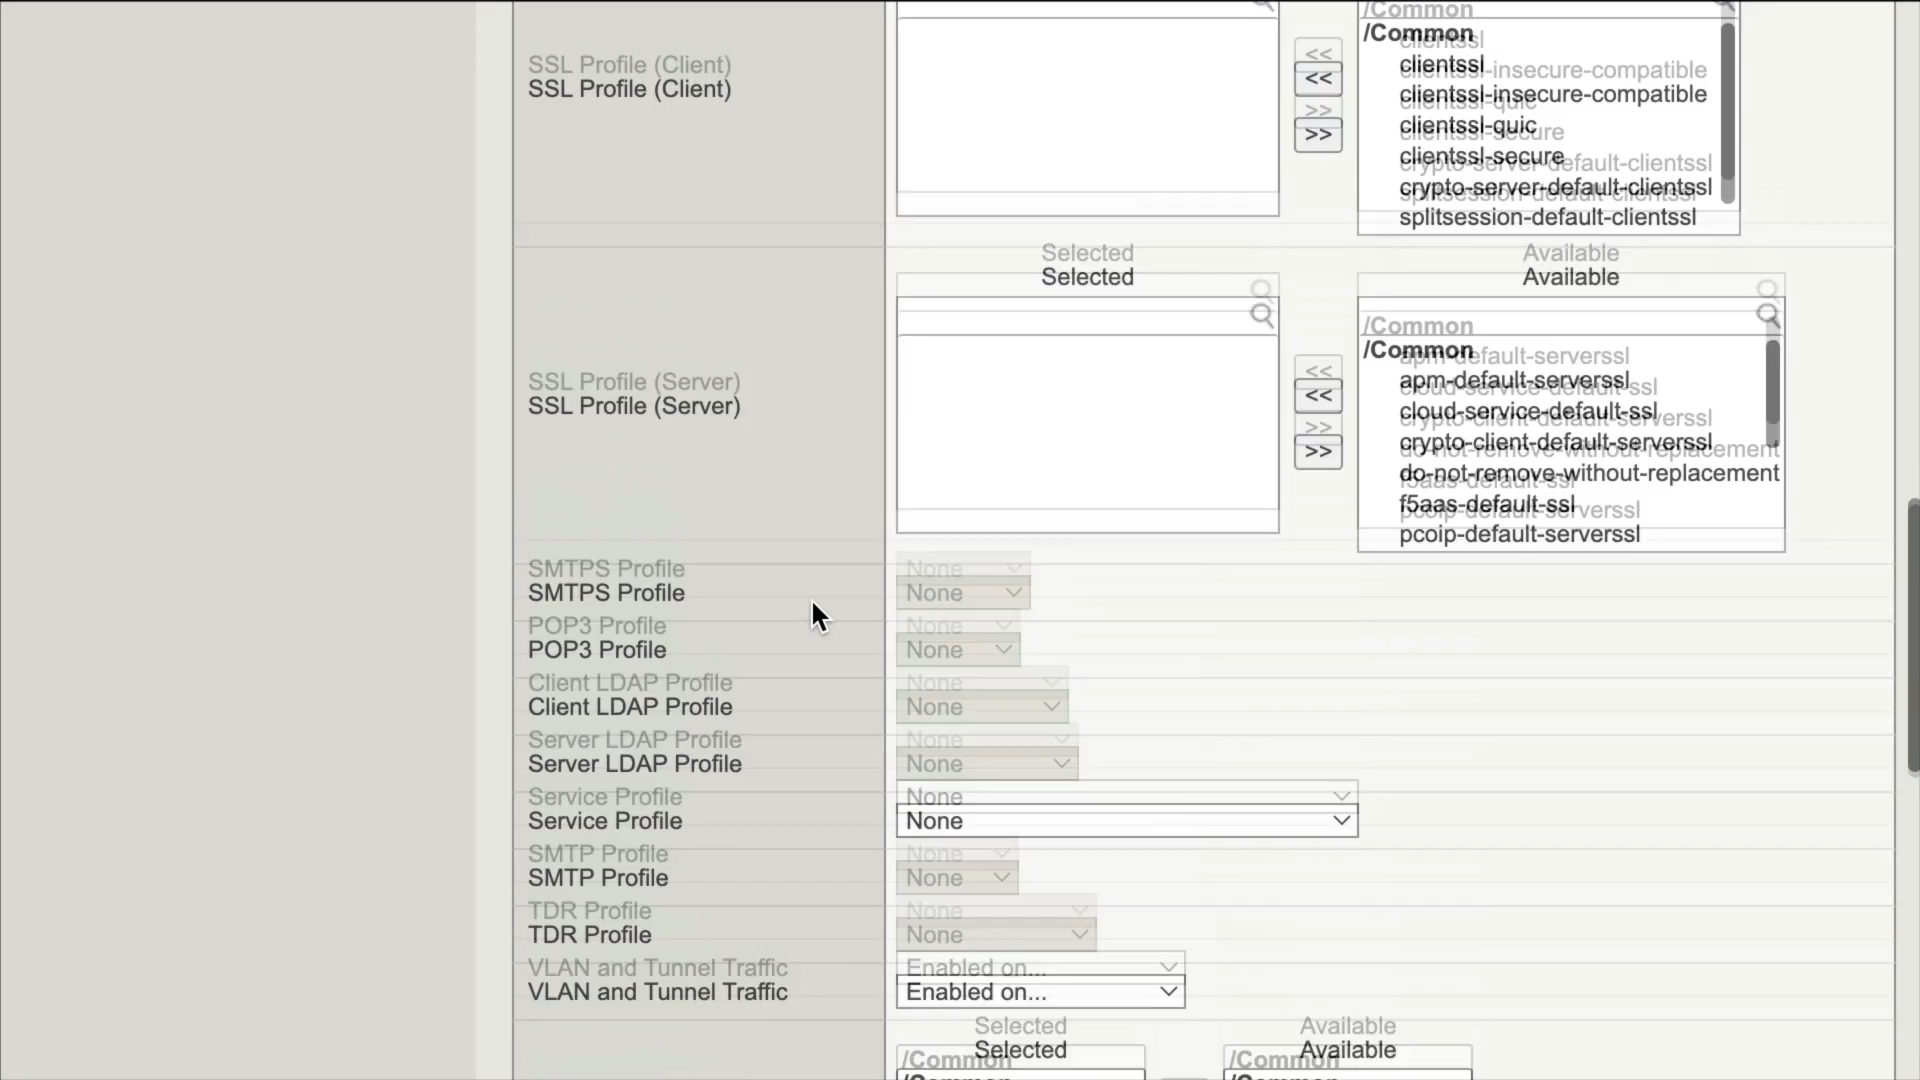 /Common
SSL Profile (Client)
<<
>>
clientssl
clientssl-insecure-compatible
clientssl-quic
clientssl-secure
crypto-server-default-clientssl
splitsession-default-clientssl
Selected
Available
SSL Profile (Server)
<<
>>
/Common
apm-default-serverssl
cloud-service-default-ssl
crypto-client-default-serverssl
do-not-remove-without-replacement
f5aas-default-ssl
pcoip-default-serverssl
SMTPS Profile None
POP3 Profile None
Client LDAP Profile None
Server LDAP Profile None
Service Profile None
SMTP Profile None
TDR Profile None
VLAN and Tunnel Traffic Enabled on...
Selected
Available
/Common
/Common